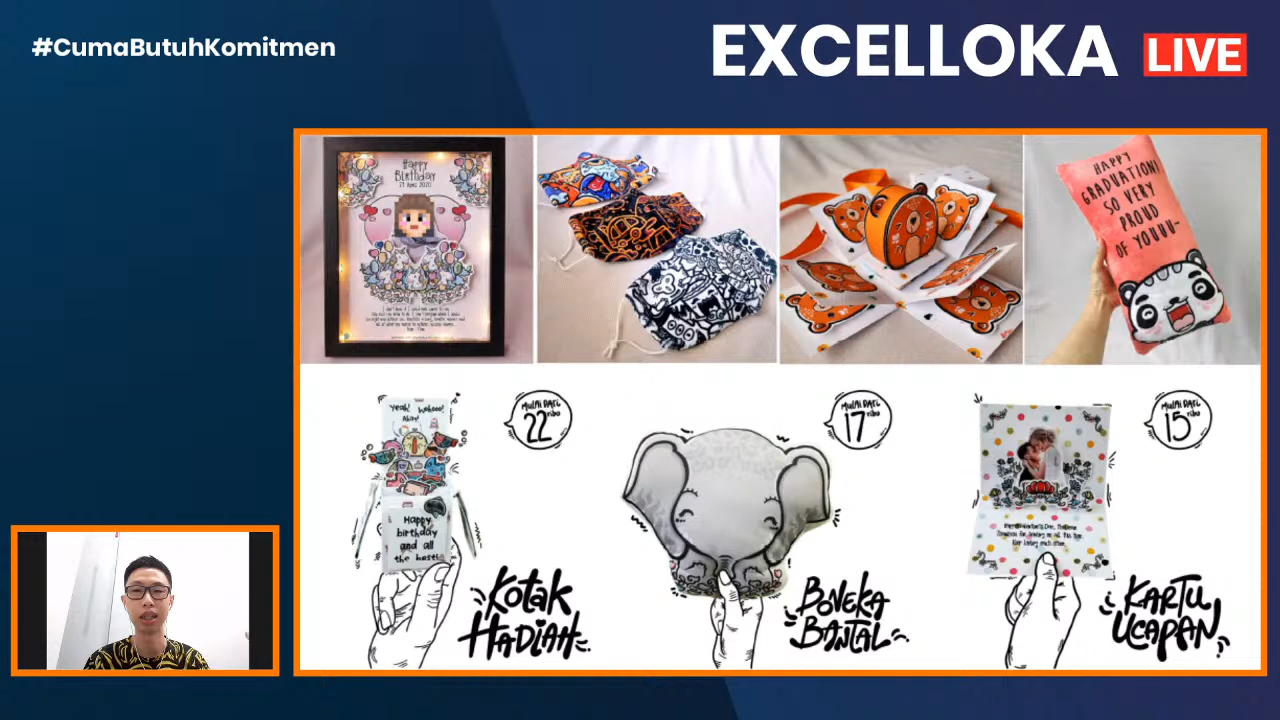 #CumaButuhKomitmen
EXCELLOKA LIVE
Happy
Birthday
HAPPY
GRADUATION!
SO VERY
PROUD
OF YOUUU-
Yeah! Wohooo!
MULAI DARI
22 ribu
Happy
birthday
and all
the best!
Kotak
HADIAH
MULAI DARI
17 ribu
BONEKA
BANTAL
MULAI DARI
15 ribu
KARTU
UCAPAN